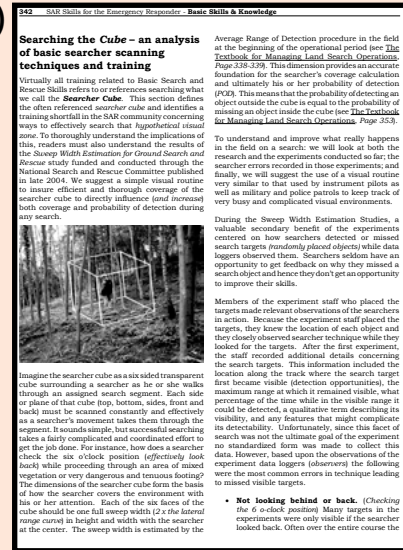 342 SAR Skills for the Emergency Responder - Basic Skills & Knowledge
Searching the Cube – an analysis
of basic searcher scanning
techniques and training
Virtually all training related to Basic Search and
Rescue Skills refers to references searching what
we call the Searcher Cube. This section defines
the often referenced searcher cube and identifies a
training shortfall in the SAR community concerning
ways to effectively search that hypothetical visual
zone. To thoroughly understand the implications of
this, readers must also understand the results of
the Sweep Width Estimation for Ground Search and
Rescue study funded and conducted through the
National Search and Rescue Committee published
in late 2004. We suggest a simple visual routine
to insure efficient and thorough coverage of the
searcher cube to directly influence (and increase)
both coverage and probability of detection during
any search.
Imagine the searcher cube as a six sided transparent
cube surrounding a searcher as he or she walks
through an assigned search segment. Each side
or plane of that cube (top, bottom, sides, front and
back) must be scanned constantly and effectively
as a searcher's movement takes them through the
segment. It sounds simple, but successful searching
takes a fairly complicated and coordinated effort to
get the job done. For instance, how does a searcher
check the six o'clock position (effectively look
back) while proceeding through an area of mixed
vegetation or very dangerous and tenuous footing?
The dimensions of the searcher cube form the basis
of how the searcher covers the environment with
his or her attention. Each of the six faces of the
cube should be one full sweep width (2 x the lateral
range curve) in height and width with the searcher
at the center. The sweep width is estimated by the
Average Range of Detection procedure in the field
at the beginning of the operational period (see The
Textbook for Managing Land Search Operations,
Page 338-339). This dimension provides an accurate
foundation for the searcher's coverage calculation
and ultimately his or her probability of detection
(POD). This means that the probability of detecting an
object outside the cube is equal to the probability of
missing an object inside the cube (see The Textbook
for Managing Land Search Operations, Page 353).
To understand and improve what really happens
in the field on a search: we will look at both the
research and the experiments conducted so far; the
searcher errors recorded in those experiments; and
finally, we will suggest the use of a visual routine
very similar to that used by instrument pilots as
well as military and police patrols to keep track of
very busy and complicated visual environments.
During the Sweep Width Estimation Studies, a
valuable secondary benefit of the experiments
centered on how searchers detected or missed
search targets (randomly placed objects) while data
loggers observed them. Searchers seldom have an
opportunity to get feedback on why they missed a
search object and hence they don't get an opportunity
to improve their skills.
Members of the experiment staff who placed the
targets made relevant observations of the searchers
in action. Because the experiment staff placed the
targets, they knew the location of each object and
they closely observed searcher technique while they
looked for the targets. After the first experiment,
the staff recorded additional details concerning
the search targets. This information included the
location along the track where the search target
first became visible (detection opportunities), the
maximum range at which it remained visible, what
percentage of the time while in the visible range it
could be detected, a qualitative term describing its
visibility, and any features that might complicate
its detectability. Unfortunately, since this facet of
search was not the ultimate goal of the experiment
no standardized form was made to collect this
data. However, based upon the observations of the
experiment data loggers (observers) the following
were the most common errors in technique leading
to missed visible targets.
• Not looking behind or back. (Checking
the 6 o-clock position) Many targets in the
experiments were only visible if the searcher
looked back. Often over the entire course the